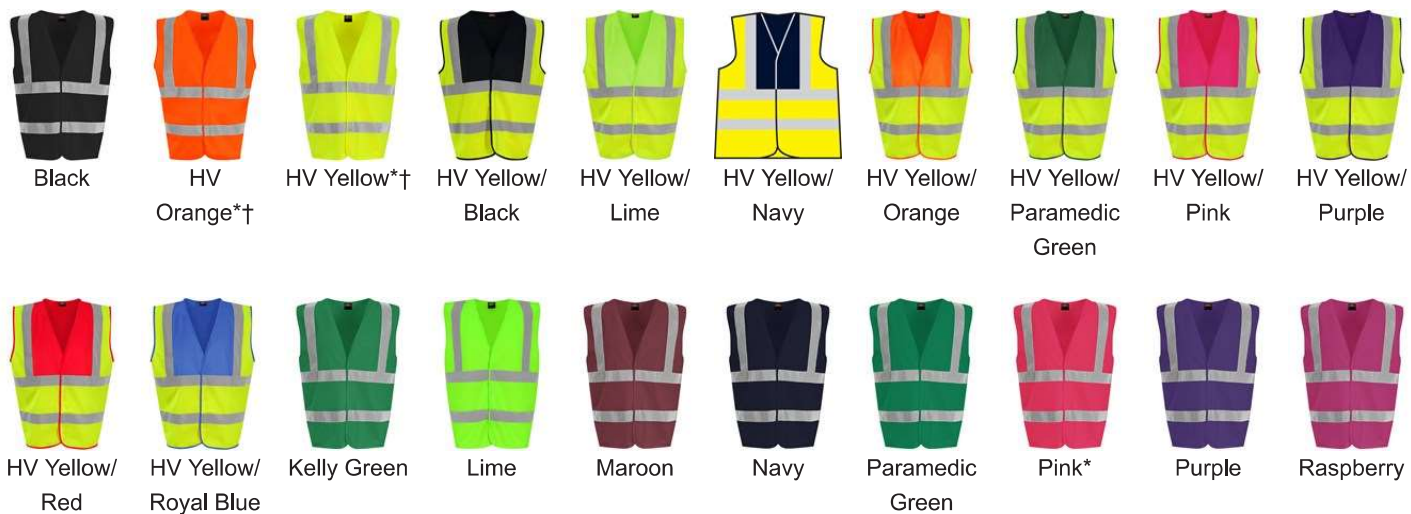 Black
HV
Orange*†
HV Yellow*†
HV Yellow/
Black
HV Yellow/
Lime
HV Yellow/
Navy
HV Yellow/
Orange
HV Yellow/
Paramedic
Green
HV Yellow/
Pink
HV Yellow/
Purple
HV Yellow/
Red
HV Yellow/
Royal Blue
Kelly Green
Lime
Maroon
Navy
Paramedic
Green
Pink*
Purple
Raspberry